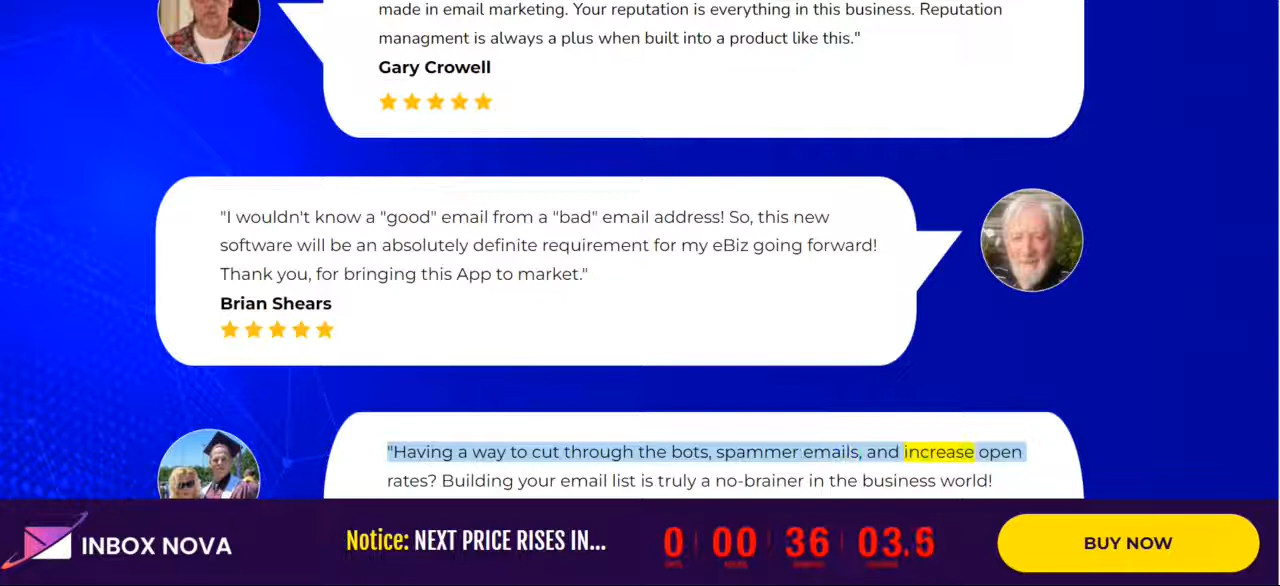 made in email marketing. Your reputation is everything in this business. Reputation
managment is always a plus when built into a product like this."
Gary Crowell
"I wouldn't know a "good" email from a "bad" email address! So, this new
software will be an absolutely definite requirement for my eBiz going forward!
Thank you, for bringing this App to market."
Brian Shears
"Having a way to cut through the bots, spammer emails, and increase open
rates? Building your email list is truly a no-brainer in the business world!
INBOX NOVA
Notice: NEXT PRICE RISES IN...
0 00 36 03.5
BUY NOW